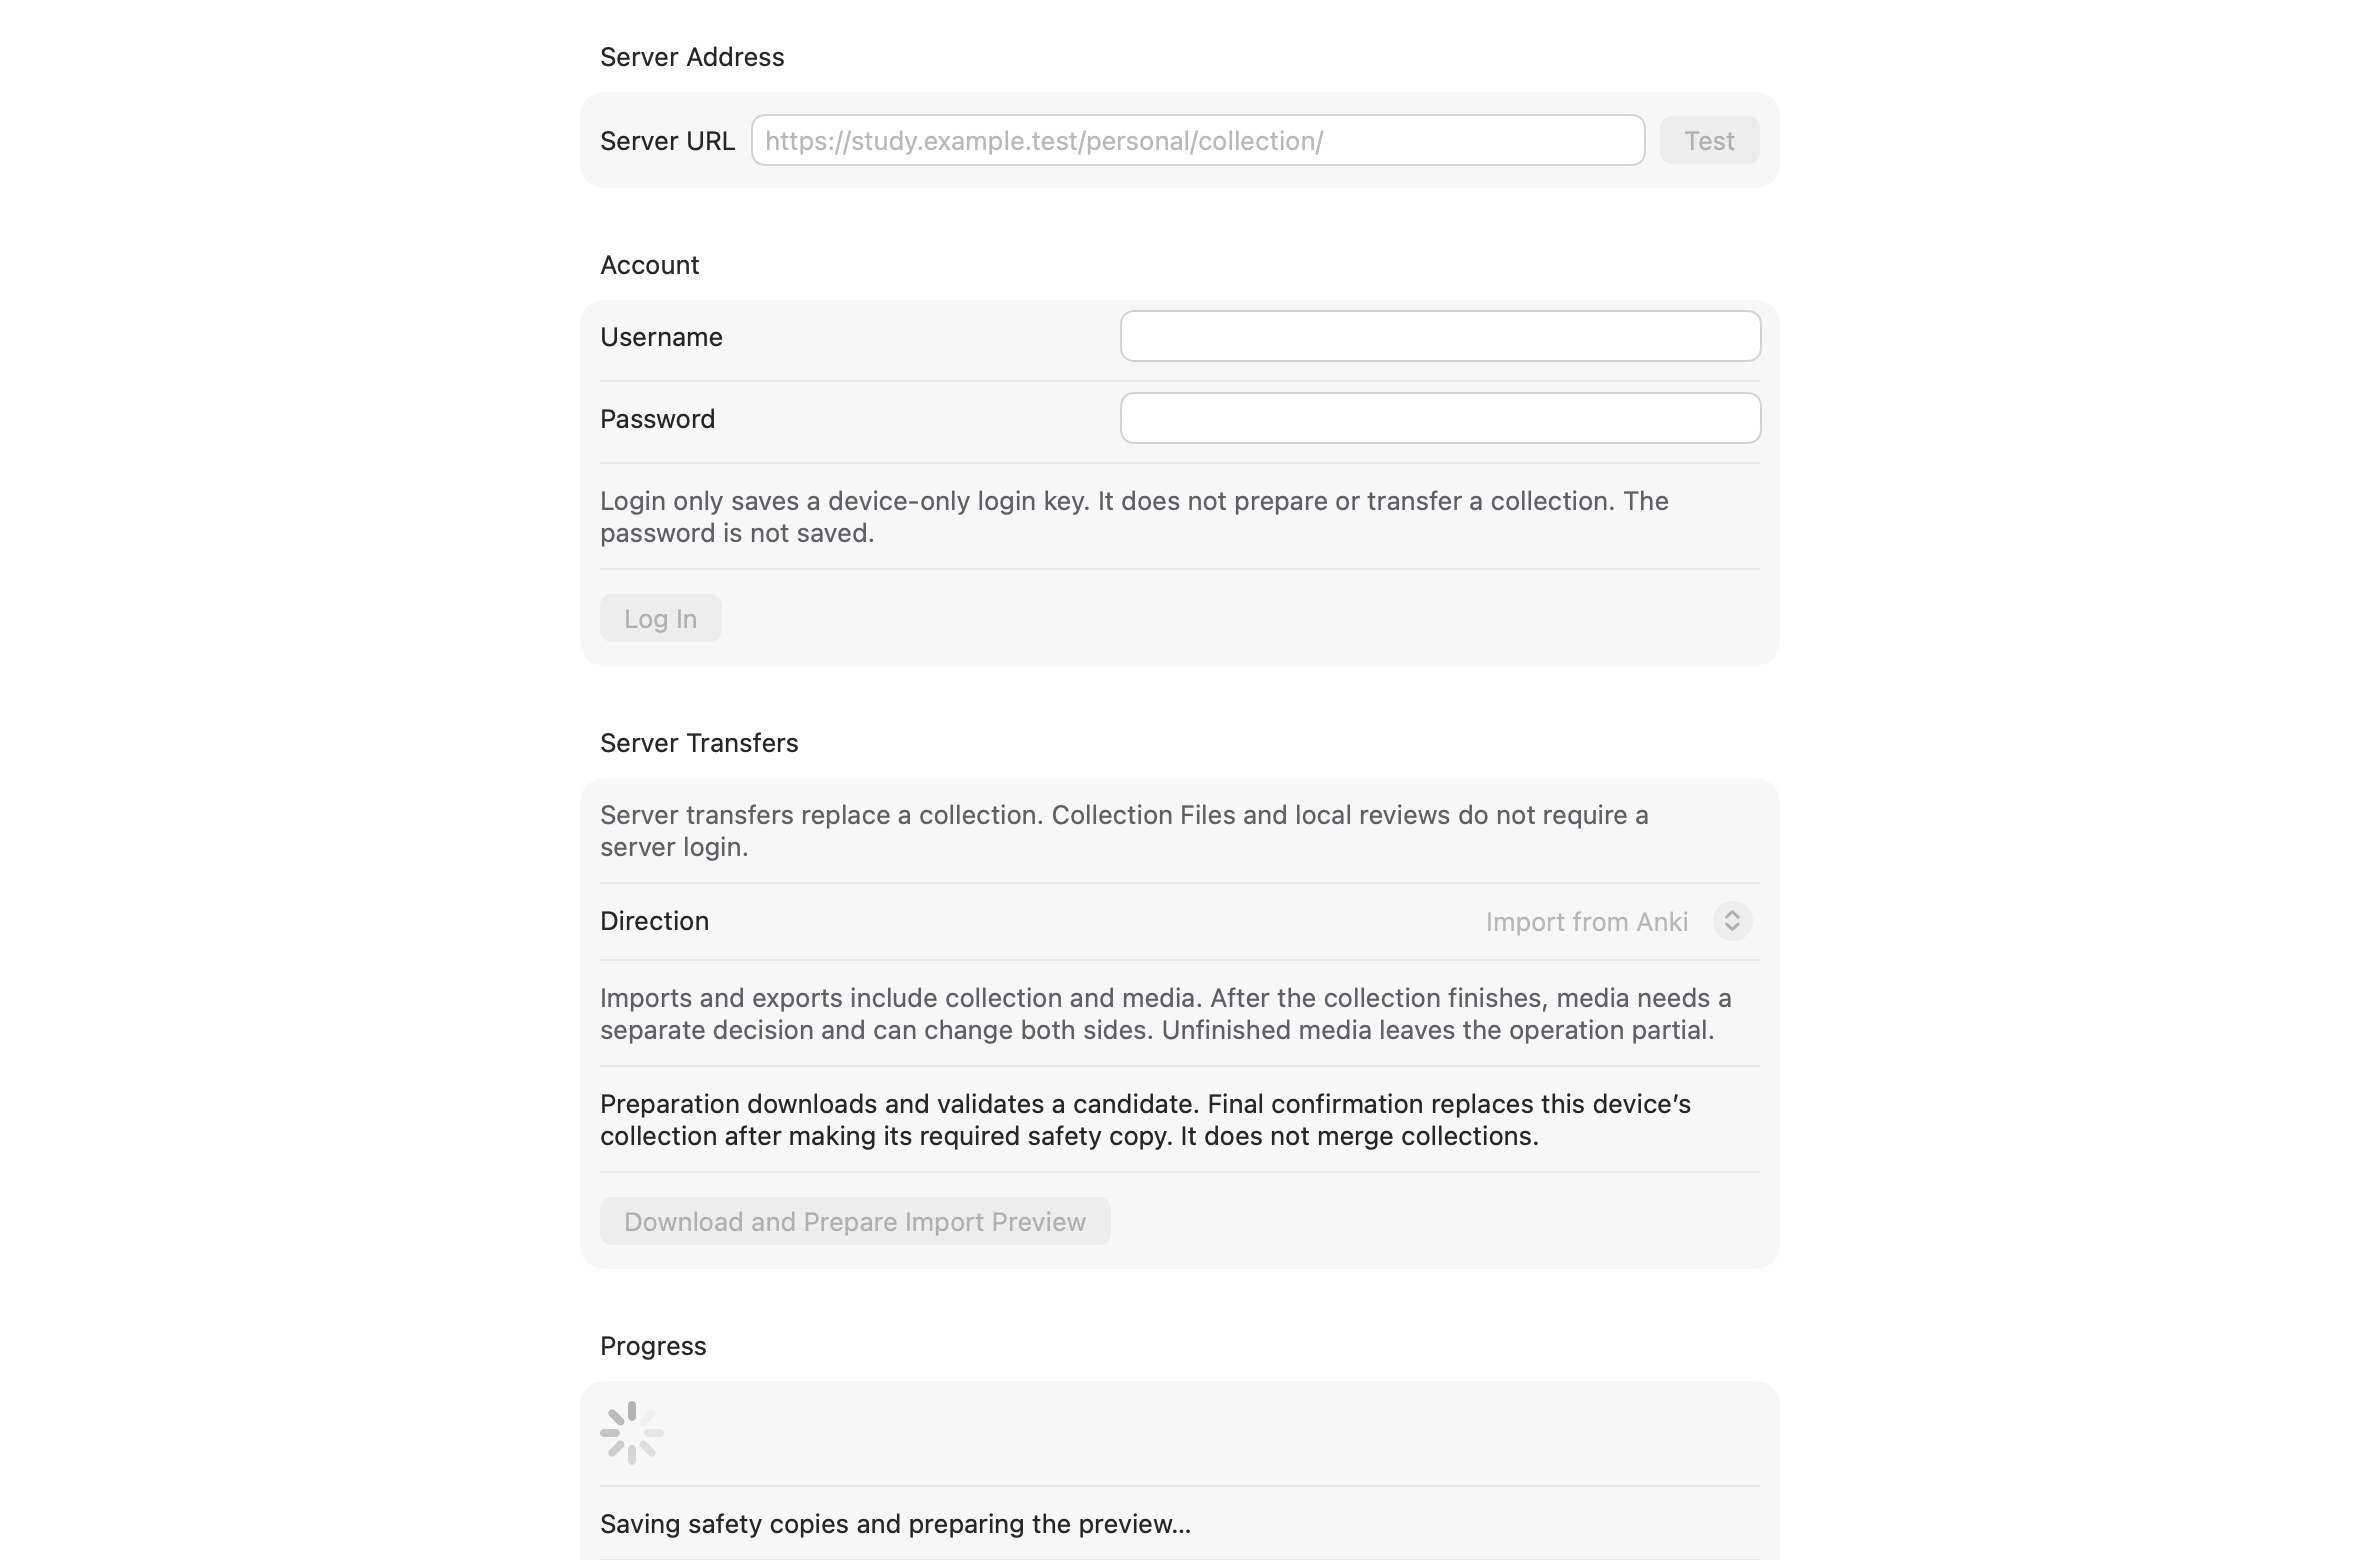 Server Address
Server URL https://study.example.test/personal/collection/ Test
Account
Username
Password
Login only saves a device-only login key. It does not prepare or transfer a collection. The
password is not saved.
Log In
Server Transfers
Server transfers replace a collection. Collection Files and local reviews do not require a
server login.
Direction Import from Anki
Imports and exports include collection and media. After the collection finishes, media needs a
separate decision and can change both sides. Unfinished media leaves the operation partial.
Preparation downloads and validates a candidate. Final confirmation replaces this device’s
collection after making its required safety copy. It does not merge collections.
Download and Prepare Import Preview
Progress
Saving safety copies and preparing the preview…